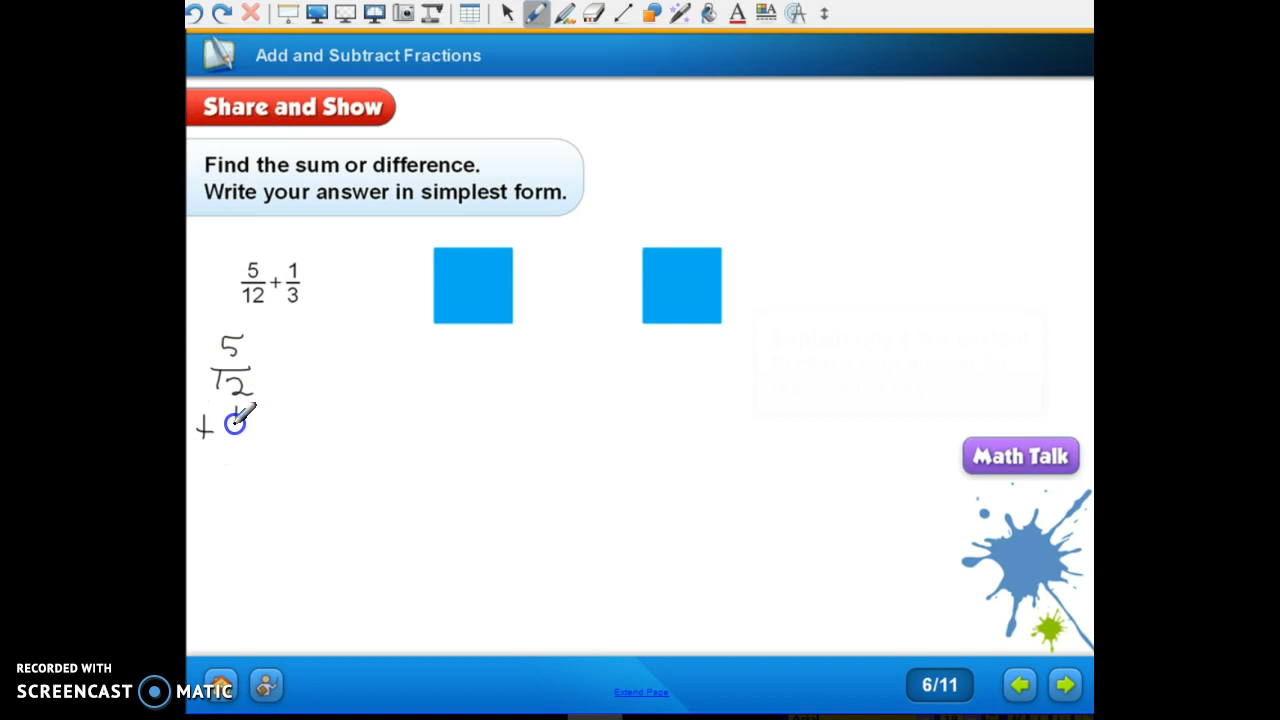 Add and Subtract Fractions
Share and Show
Find the sum or difference.
Write your answer in simplest form.
5/12 + 1/3
5
12
+ 1
Math Talk
RECORDED WITH
SCREENCAST MATIC
Extend Page
6/11